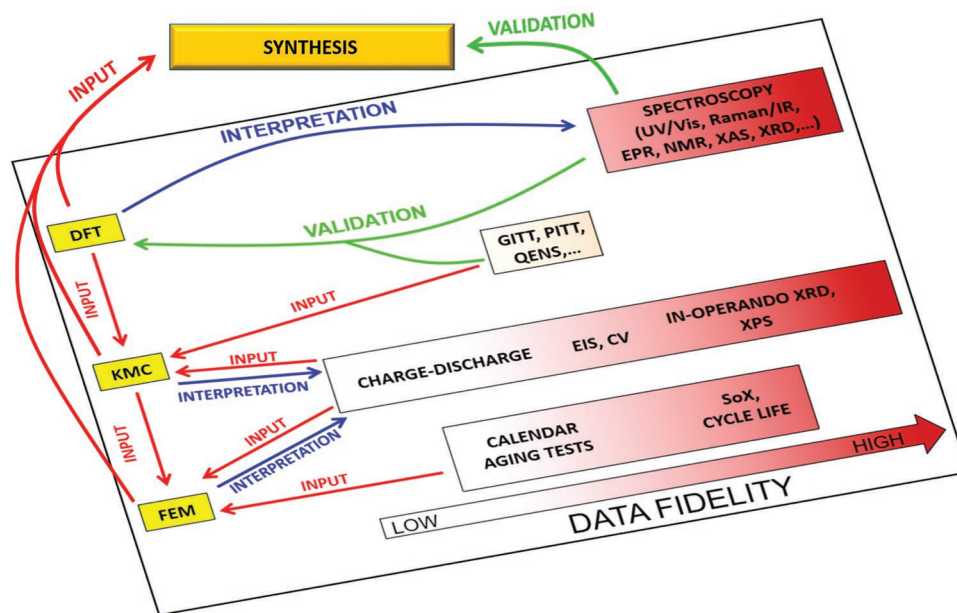 SYNTHESIS
VALIDATION
INPUT
INTERPRETATION
SPECTROSCOPY
(UV/Vis, Raman/IR,
EPR, NMR, XAS, XRD,...)
DFT
VALIDATION
GITT, PITT,
QENS,...
INPUT
INPUT
KMC
INPUT
INTERPRETATION
CHARGE-DISCHARGE
EIS, CV
IN-OPERANDO XRD,
XPS
INPUT
INPUT
INTERPRETATION
CALENDAR
AGING TESTS
SoX,
CYCLE LIFE
FEM
INPUT
LOW
HIGH
DATA FIDELITY